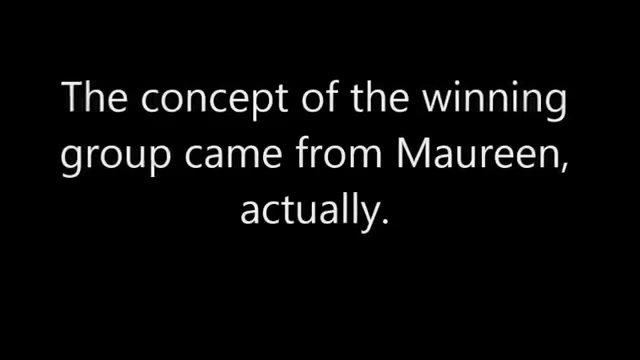 The concept of the winning
group came from Maureen,
actually.